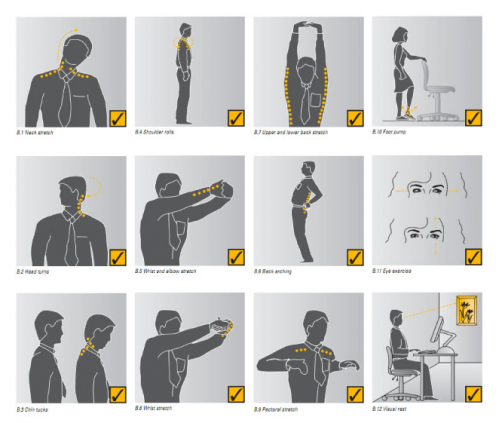 B.1 Neck stretch
B.4 Shoulder rolls
B.7 Upper and lower back stretch
B.10 Foot pump
B.2 Head turns
B.5 Wrist and elbow stretch
B.8 Back arching
B.11 Eye exercise
B.3 Chin tucks
B.6 Wrist stretch
B.9 Pectoral stretch
B.12 Visual rest